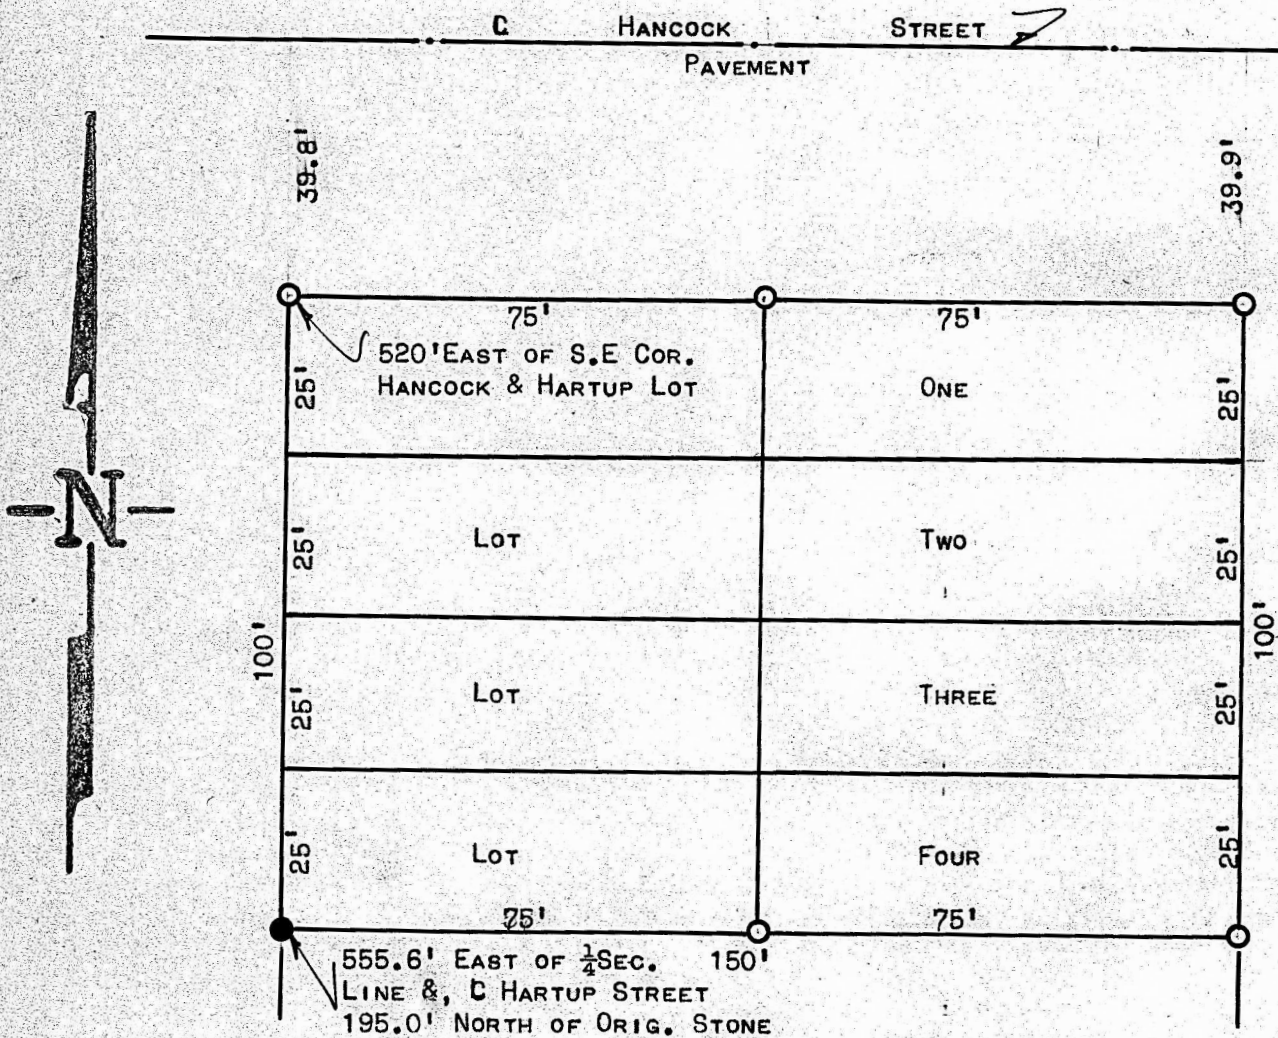 C HANCOCK STREET
PAVEMENT
39.8'
39.9'
75'
75'
520' EAST OF S.E COR.
HANCOCK & HARTUP LOT
ONE
25'
25'
N
LOT
TWO
25'
25'
100'
100'
LOT
THREE
25'
25'
LOT
FOUR
25'
25'
75'
75'
555.6' EAST OF ¼ SEC.
150'
LINE &, C HARTUP STREET
195.0' NORTH OF ORIG. STONE